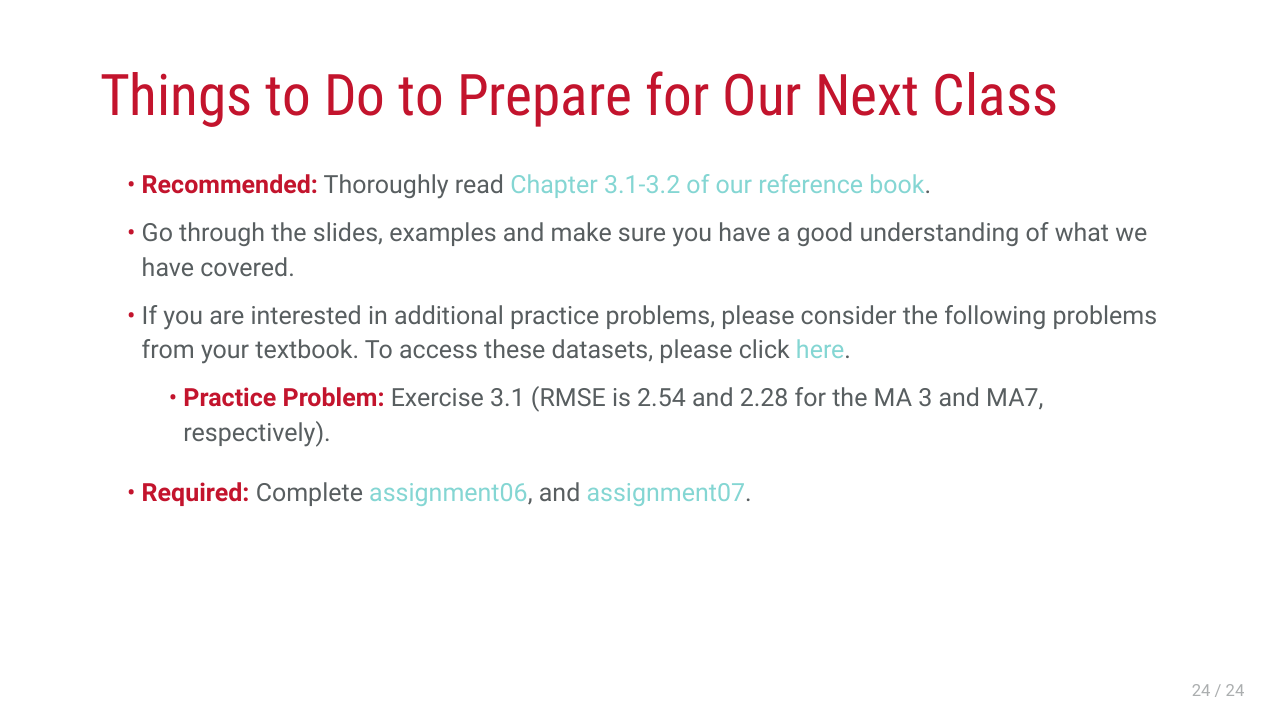 Things to Do to Prepare for Our Next Class
• Recommended: Thoroughly read Chapter 3.1-3.2 of our reference book.
• Go through the slides, examples and make sure you have a good understanding of what we
have covered.
• If you are interested in additional practice problems, please consider the following problems
from your textbook. To access these datasets, please click here.
• Practice Problem: Exercise 3.1 (RMSE is 2.54 and 2.28 for the MA 3 and MA7,
respectively).
• Required: Complete assignment06, and assignment07.
24 / 24